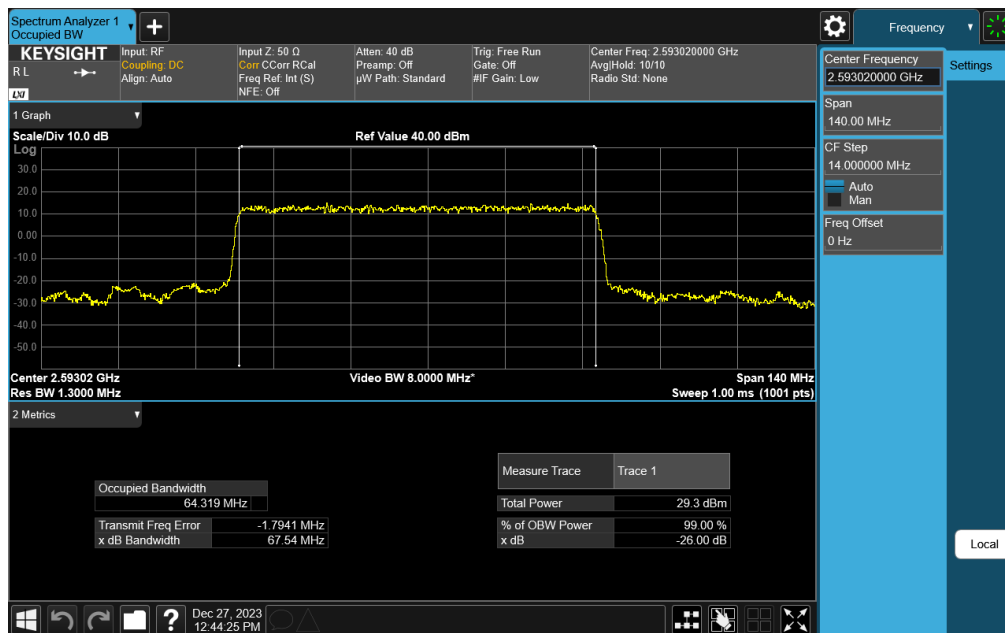 Spectrum Analyzer 1
Occupied BW
Frequency
KEYSIGHT
R L
LXI
Input: RF
Coupling: DC
Align: Auto
Input Z: 50 Ω
Corr CCorr RCal
Freq Ref: Int (S)
NFE: Off
Atten: 40 dB
Preamp: Off
µW Path: Standard
Trig: Free Run
Gate: Off
#IF Gain: Low
Center Freq: 2.593020000 GHz
Avg|Hold: 10/10
Radio Std: None
Center Frequency
2.593020000 GHz
Settings
Span
140.00 MHz
CF Step
14.000000 MHz
Auto
Man
Freq Offset
0 Hz
Local
1 Graph
Scale/Div 10.0 dB
Ref Value 40.00 dBm
Log
30.0
20.0
10.0
0.00
-10.0
-20.0
-30.0
-40.0
-50.0
Center 2.59302 GHz
Video BW 8.0000 MHz*
Span 140 MHz
Res BW 1.3000 MHz
Sweep 1.00 ms (1001 pts)
2 Metrics
Measure Trace Trace 1
Occupied Bandwidth
64.319 MHz
Total Power 29.3 dBm
Transmit Freq Error -1.7941 MHz
% of OBW Power 99.00 %
x dB Bandwidth 67.54 MHz
x dB -26.00 dB
?
Dec 27, 2023
12:44:25 PM